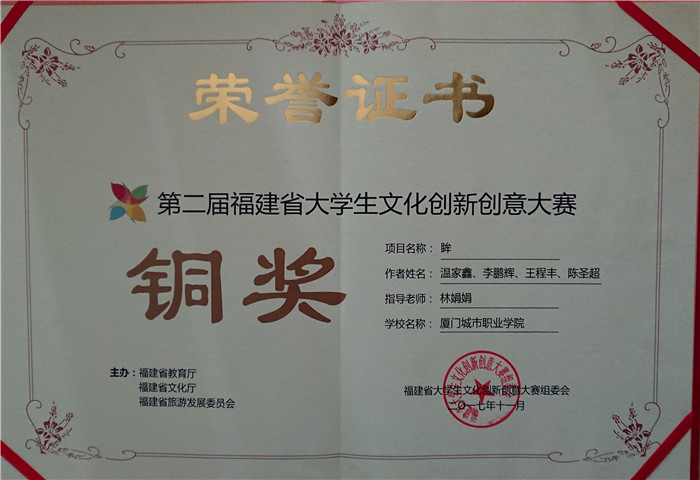 荣誉证书
第二届福建省大学生文化创新创意大赛
铜奖
项目名称： 眸
作者姓名： 温家鑫、李鹏辉、王程丰、陈圣超
指导老师： 林娟娟
学校名称： 厦门城市职业学院
主办：福建省教育厅
福建省文化厅
福建省旅游发展委员会
福建省大学生文化创新创意大赛组委会
二〇一七年十一月